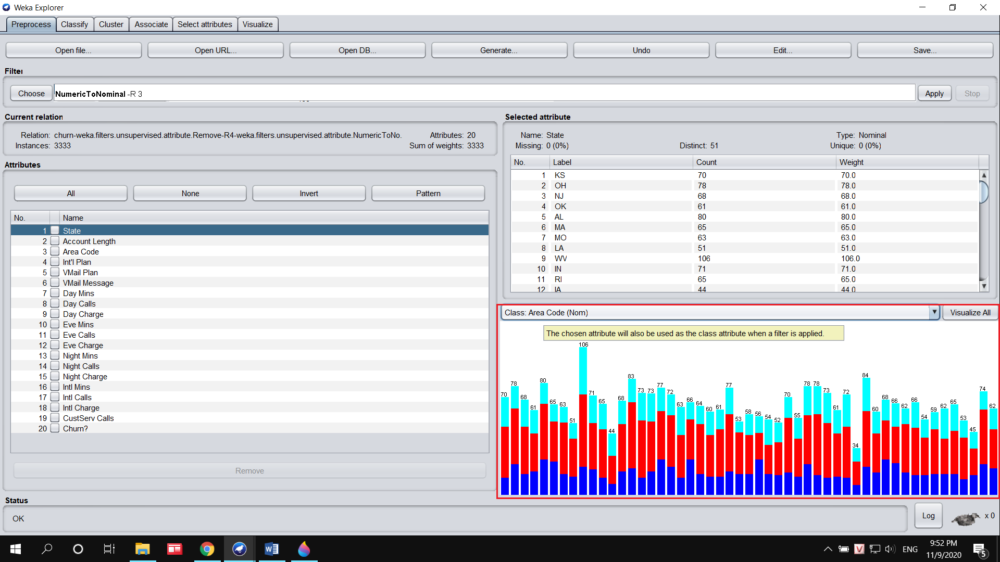 Weka Explorer
Preprocess Classify Cluster Associate Select attributes Visualize
Open file... Open URL... Open DB... Generate... Undo Edit... Save...
Filter
Choose NumericToNominal -R 3 Apply Stop
Current relation
Relation: churn-weka.filters.unsupervised.attribute.Remove-R4-weka.filters.unsupervised.attribute.NumericToNo. Attributes: 20
Instances: 3333 Sum of weights: 3333
Attributes
All None Invert Pattern
No. Name
1 State
2 Account Length
3 Area Code
4 Int'l Plan
5 VMail Plan
6 VMail Message
7 Day Mins
8 Day Calls
9 Day Charge
10 Eve Mins
11 Eve Calls
12 Eve Charge
13 Night Mins
14 Night Calls
15 Night Charge
16 Intl Mins
17 Intl Calls
18 Intl Charge
19 CustServ Calls
20 Churn?
Remove
Selected attribute
Name: State Type: Nominal
Missing: 0 (0%) Distinct: 51 Unique: 0 (0%)
No. Label Count Weight
1 KS 70 70.0
2 OH 78 78.0
3 NJ 68 68.0
4 OK 61 61.0
5 AL 80 80.0
6 MA 65 65.0
7 MO 63 63.0
8 LA 51 51.0
9 WV 106 106.0
10 IN 71 71.0
11 RI 65 65.0
12 IA 44 44.0
Class: Area Code (Nom) Visualize All
The chosen attribute will also be used as the class attribute when a filter is applied.
70 78 68 61 80 65 63 51 106 71 65 44 68 83 73 73 77 72 63 66 64 60 61 77 53 58 56 54 52 70 55 78 78 73 61 72 34 84 60 68 66 62 66 54 59 62 65 53 45 74 62
Status
OK
Log x 0
ENG
9:52 PM
11/9/2020
5